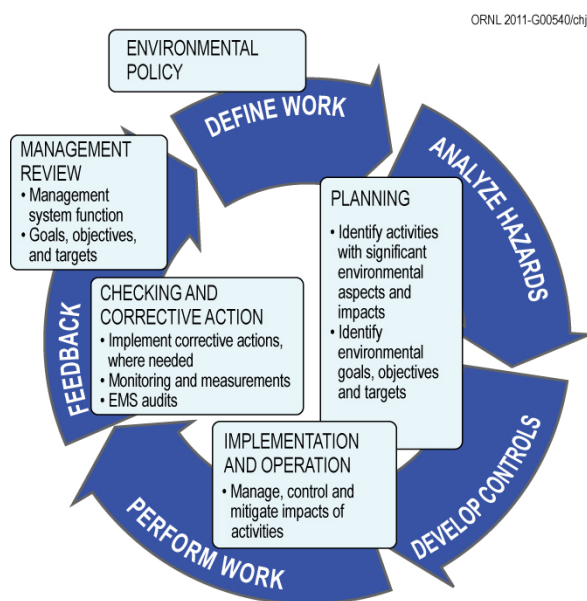 ORNL 2011-G00540/chj
ENVIRONMENTAL
POLICY
DEFINE WORK
ANALYZE HAZARDS
MANAGEMENT
REVIEW
• Management
system function
• Goals, objectives,
and targets
PLANNING
• Identify activities
with significant
environmental
aspects and
impacts
• Identify
environmental
goals, objectives
and targets
CHECKING AND
CORRECTIVE ACTION
• Implement corrective actions,
where needed
• Monitoring and measurements
• EMS audits
FEEDBACK
IMPLEMENTATION
AND OPERATION
• Manage, control and
mitigate impacts of
activities
DEVELOP CONTROLS
PERFORM WORK